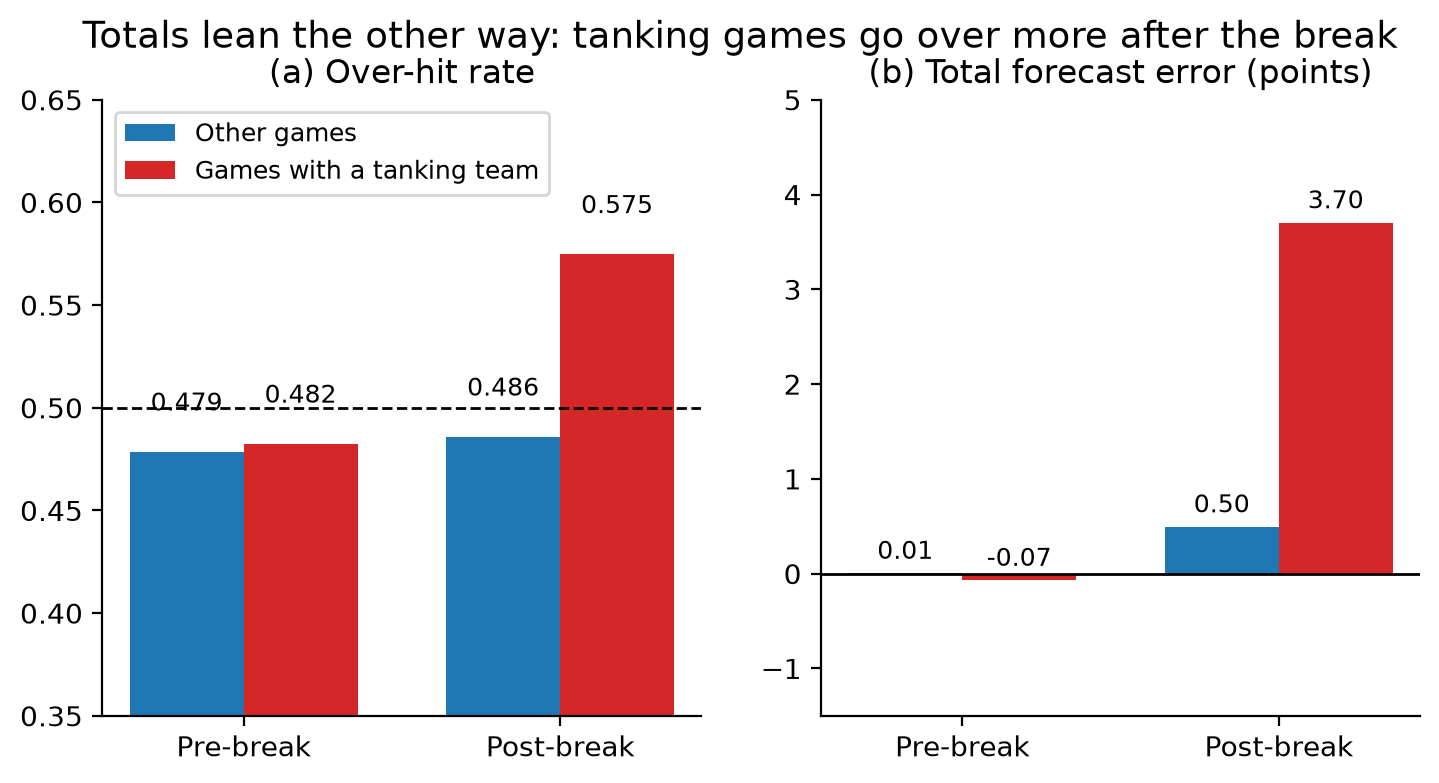 Totals lean the other way: tanking games go over more after the break
(a) Over-hit rate
0.65
0.60
0.55
0.50
0.45
0.40
0.35
Other games
Games with a tanking team
0.479
0.482
0.486
0.575
Pre-break
Post-break
(b) Total forecast error (points)
5
4
3
2
1
0
−1
0.01
-0.07
0.50
3.70
Pre-break
Post-break